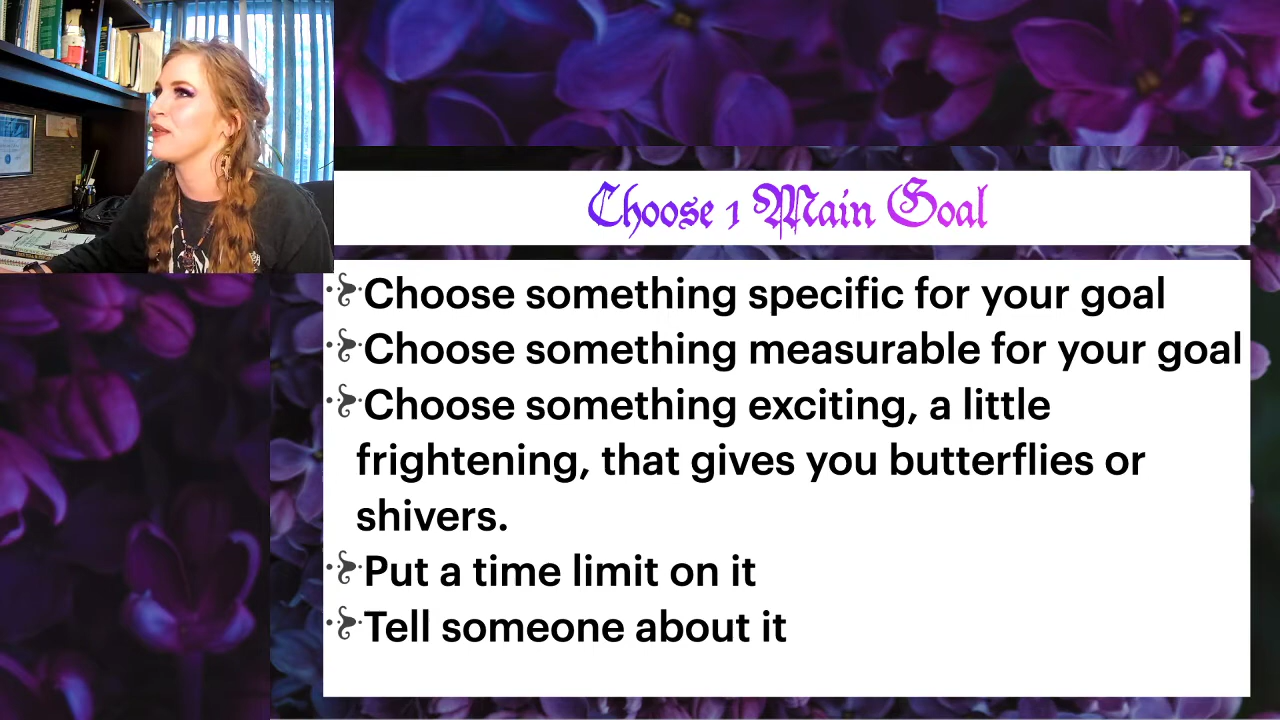 Choose 1 Main Goal
Choose something specific for your goal
Choose something measurable for your goal
Choose something exciting, a little
frightening, that gives you butterflies or
shivers.
Put a time limit on it
Tell someone about it